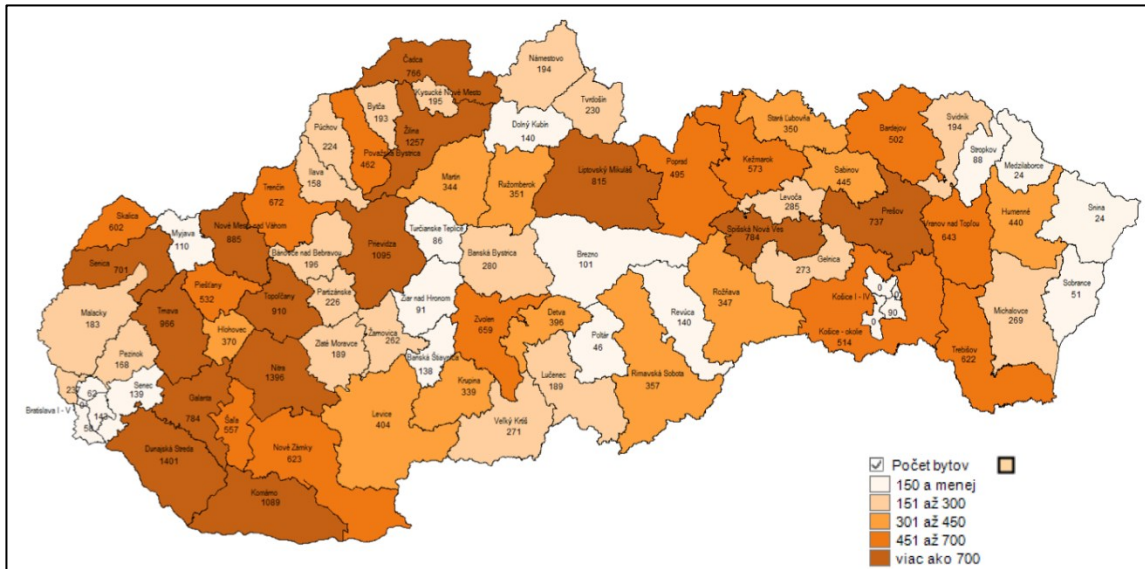 Čadca
766
Námestovo
194
Kysucké Nové Mesto
195
Bytča
193
Tvrdošín
230
Púchov
224
Považská Bystrica
462
Žilina
1257
Dolný Kubín
140
Ilava
158
Trenčín
672
Martin
344
Ružomberok
351
Liptovský Mikuláš
815
Poprad
495
Kežmarok
573
Stará Ľubovňa
350
Bardejov
502
Svidník
194
Stropkov
88
Medzilaborce
24
Sabinov
445
Levoča
285
Prešov
737
Humenné
440
Snina
24
Skalica
602
Myjava
110
Nové Mesto nad Váhom
885
Bánovce nad Bebravou
196
Prievidza
1095
Turčianske Teplice
86
Banská Bystrica
280
Brezno
101
Spišská Nová Ves
784
Gelnica
273
Vranov nad Topľou
643
Sobrance
51
Senica
701
Piešťany
532
Topoľčany
910
Partizánske
226
Žiar nad Hronom
91
Rožňava
347
Revúca
140
Košice I - IV
0
0
90
0
Michalovce
269
Malacky
183
Trnava
966
Hlohovec
370
Zlaté Moravce
189
Žarnovica
262
Zvolen
659
Detva
396
Poltár
46
Košice - okolie
514
Trebišov
622
Pezinok
168
Nitra
1396
Banská Štiavnica
138
Krupina
339
Lučenec
189
Rimavská Sobota
357
Senec
139
Galanta
784
Šaľa
557
Levice
404
Veľký Krtíš
271
Bratislava I - V
62
Dunajská Streda
1401
Nové Zámky
623
Komárno
1089
Počet bytov
150 a menej
151 až 300
301 až 450
451 až 700
viac ako 700